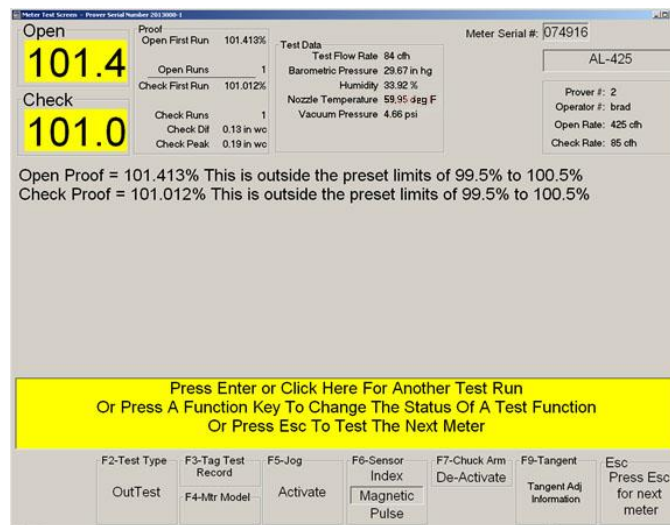 Meter Test Screen - Prover Serial Number 2013000-1
Open
101.4
Check
101.0
Proof
Open First Run 101.413%
Open Runs 1
Check First Run 101.012%
Check Runs 1
Check Dif 0.13 in wc
Check Peak 0.19 in wc
Test Data
Test Flow Rate 84 cfh
Barometric Pressure 29.67 in hg
Humidity 33.92 %
Nozzle Temperature 59.95 deg F
Vacuum Pressure 4.66 psi
Meter Serial #: 074916
AL-425
Prover #: 2
Operator #: brad
Open Rate: 425 cfh
Check Rate: 85 cfh
Open Proof = 101.413% This is outside the preset limits of 99.5% to 100.5%
Check Proof = 101.012% This is outside the preset limits of 99.5% to 100.5%
Press Enter or Click Here For Another Test Run
Or Press A Function Key To Change The Status Of A Test Function
Or Press Esc To Test The Next Meter
F2-Test Type
OutTest
F3-Tag Test
Record
F4-Mtr Model
F5-Jog
Activate
F6-Sensor
Index
Magnetic
Pulse
F7-Chuck Arm
De-Activate
F9-Tangent
Tangent Adj
Information
Esc
Press Esc
for next
meter